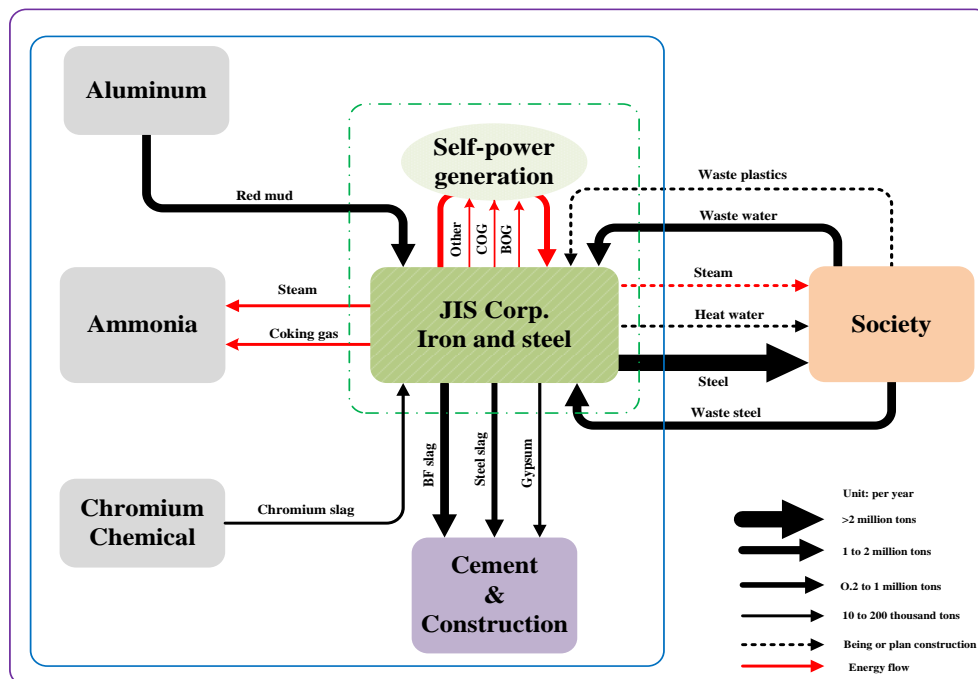 Aluminum
Self-power
generation
Waste plastics
Red mud
Waste water
Other
COG
BOG
Steam
Steam
JIS Corp.
Iron and steel
Heat water
Society
Ammonia
Coking gas
Steel
Waste steel
BF slag
Steel slag
Gypsum
Chromium
Chemical
Chromium slag
Cement
&
Construction
Unit: per year
>2 million tons
1 to 2 million tons
O.2 to 1 million tons
10 to 200 thousand tons
Being or plan construction
Energy flow